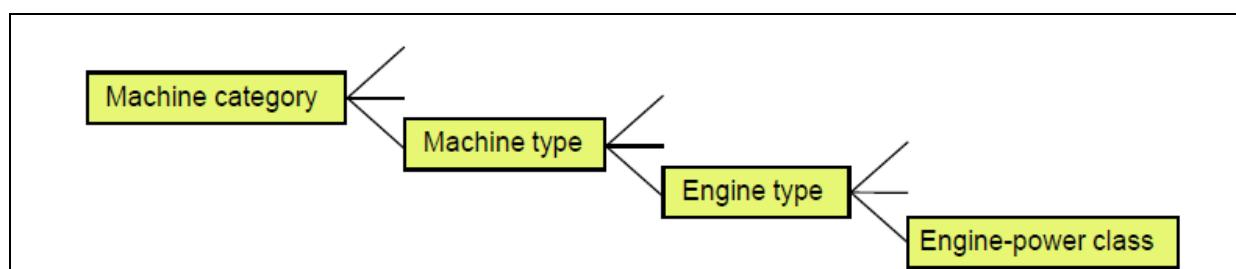 Machine category
Machine type
Engine type
Engine-power class